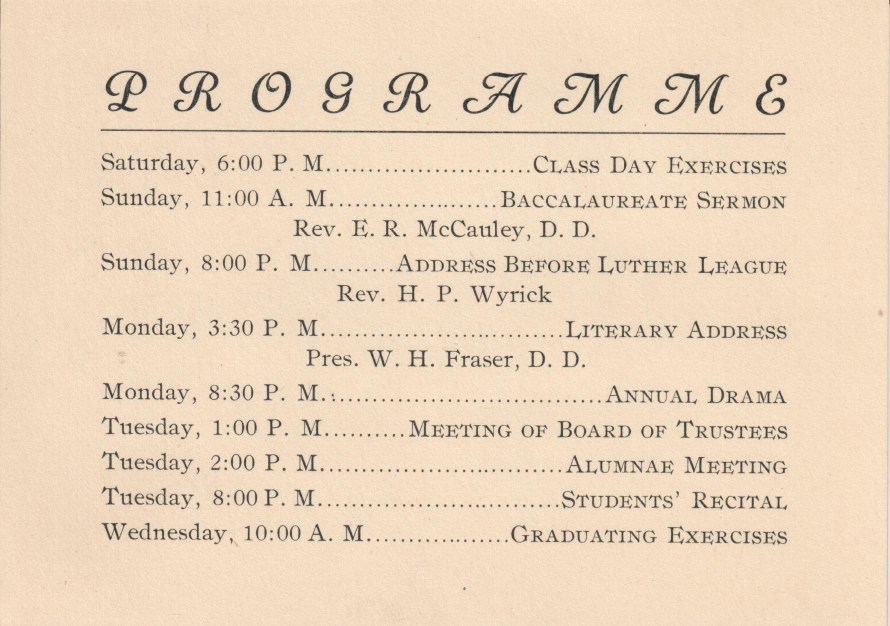 PROGRAMME
Saturday, 6:00 P. M..........................Class Day Exercises
Sunday, 11:00 A. M.....................Baccalaureate Sermon
Rev. E. R. McCauley, D. D.
Sunday, 8:00 P. M..........Address Before Luther League
Rev. H. P. Wyrick
Monday, 3:30 P. M...............................Literary Address
Pres. W. H. Fraser, D. D.
Monday, 8:30 P. M...................................Annual Drama
Tuesday, 1:00 P. M..........Meeting of Board of Trustees
Tuesday, 2:00 P. M...............................Alumnae Meeting
Tuesday, 8:00 P. M...............................Students' Recital
Wednesday, 10:00 A. M..................Graduating Exercises